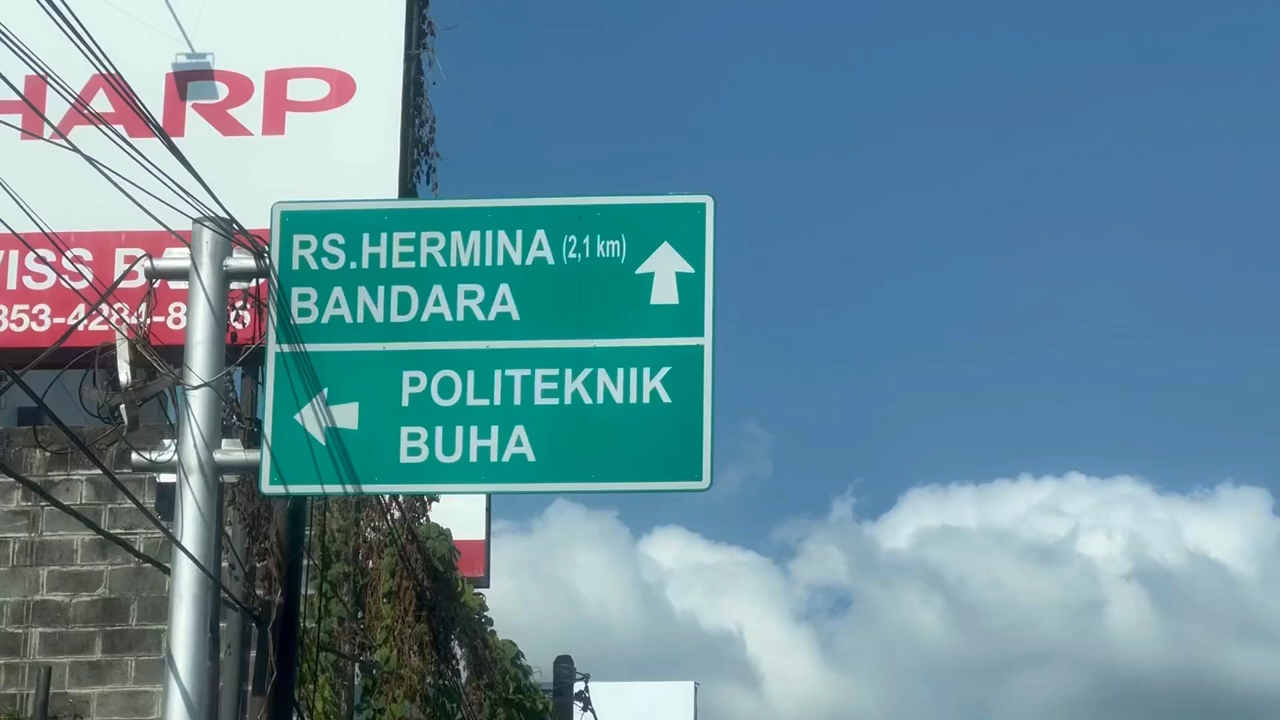 HARP
RS.HERMINA (2,1 km)
BANDARA
POLITEKNIK
BUHA